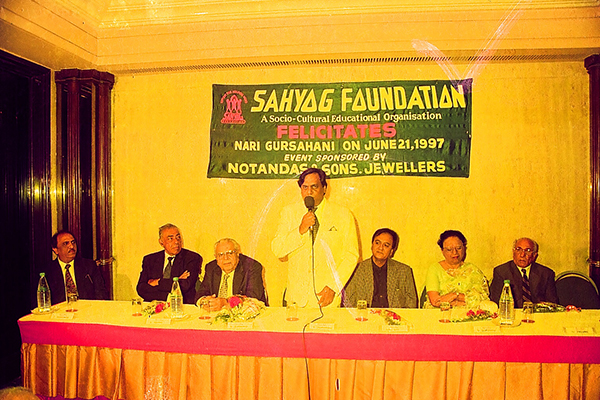 SAHYOG FOUNDATION
A Socio-Cultural Educational Organisation
FELICITATES
NARI GURSAHANI ON JUNE 21, 1997
EVENT SPONSORED BY
NOTANDAS & SONS. JEWELLERS